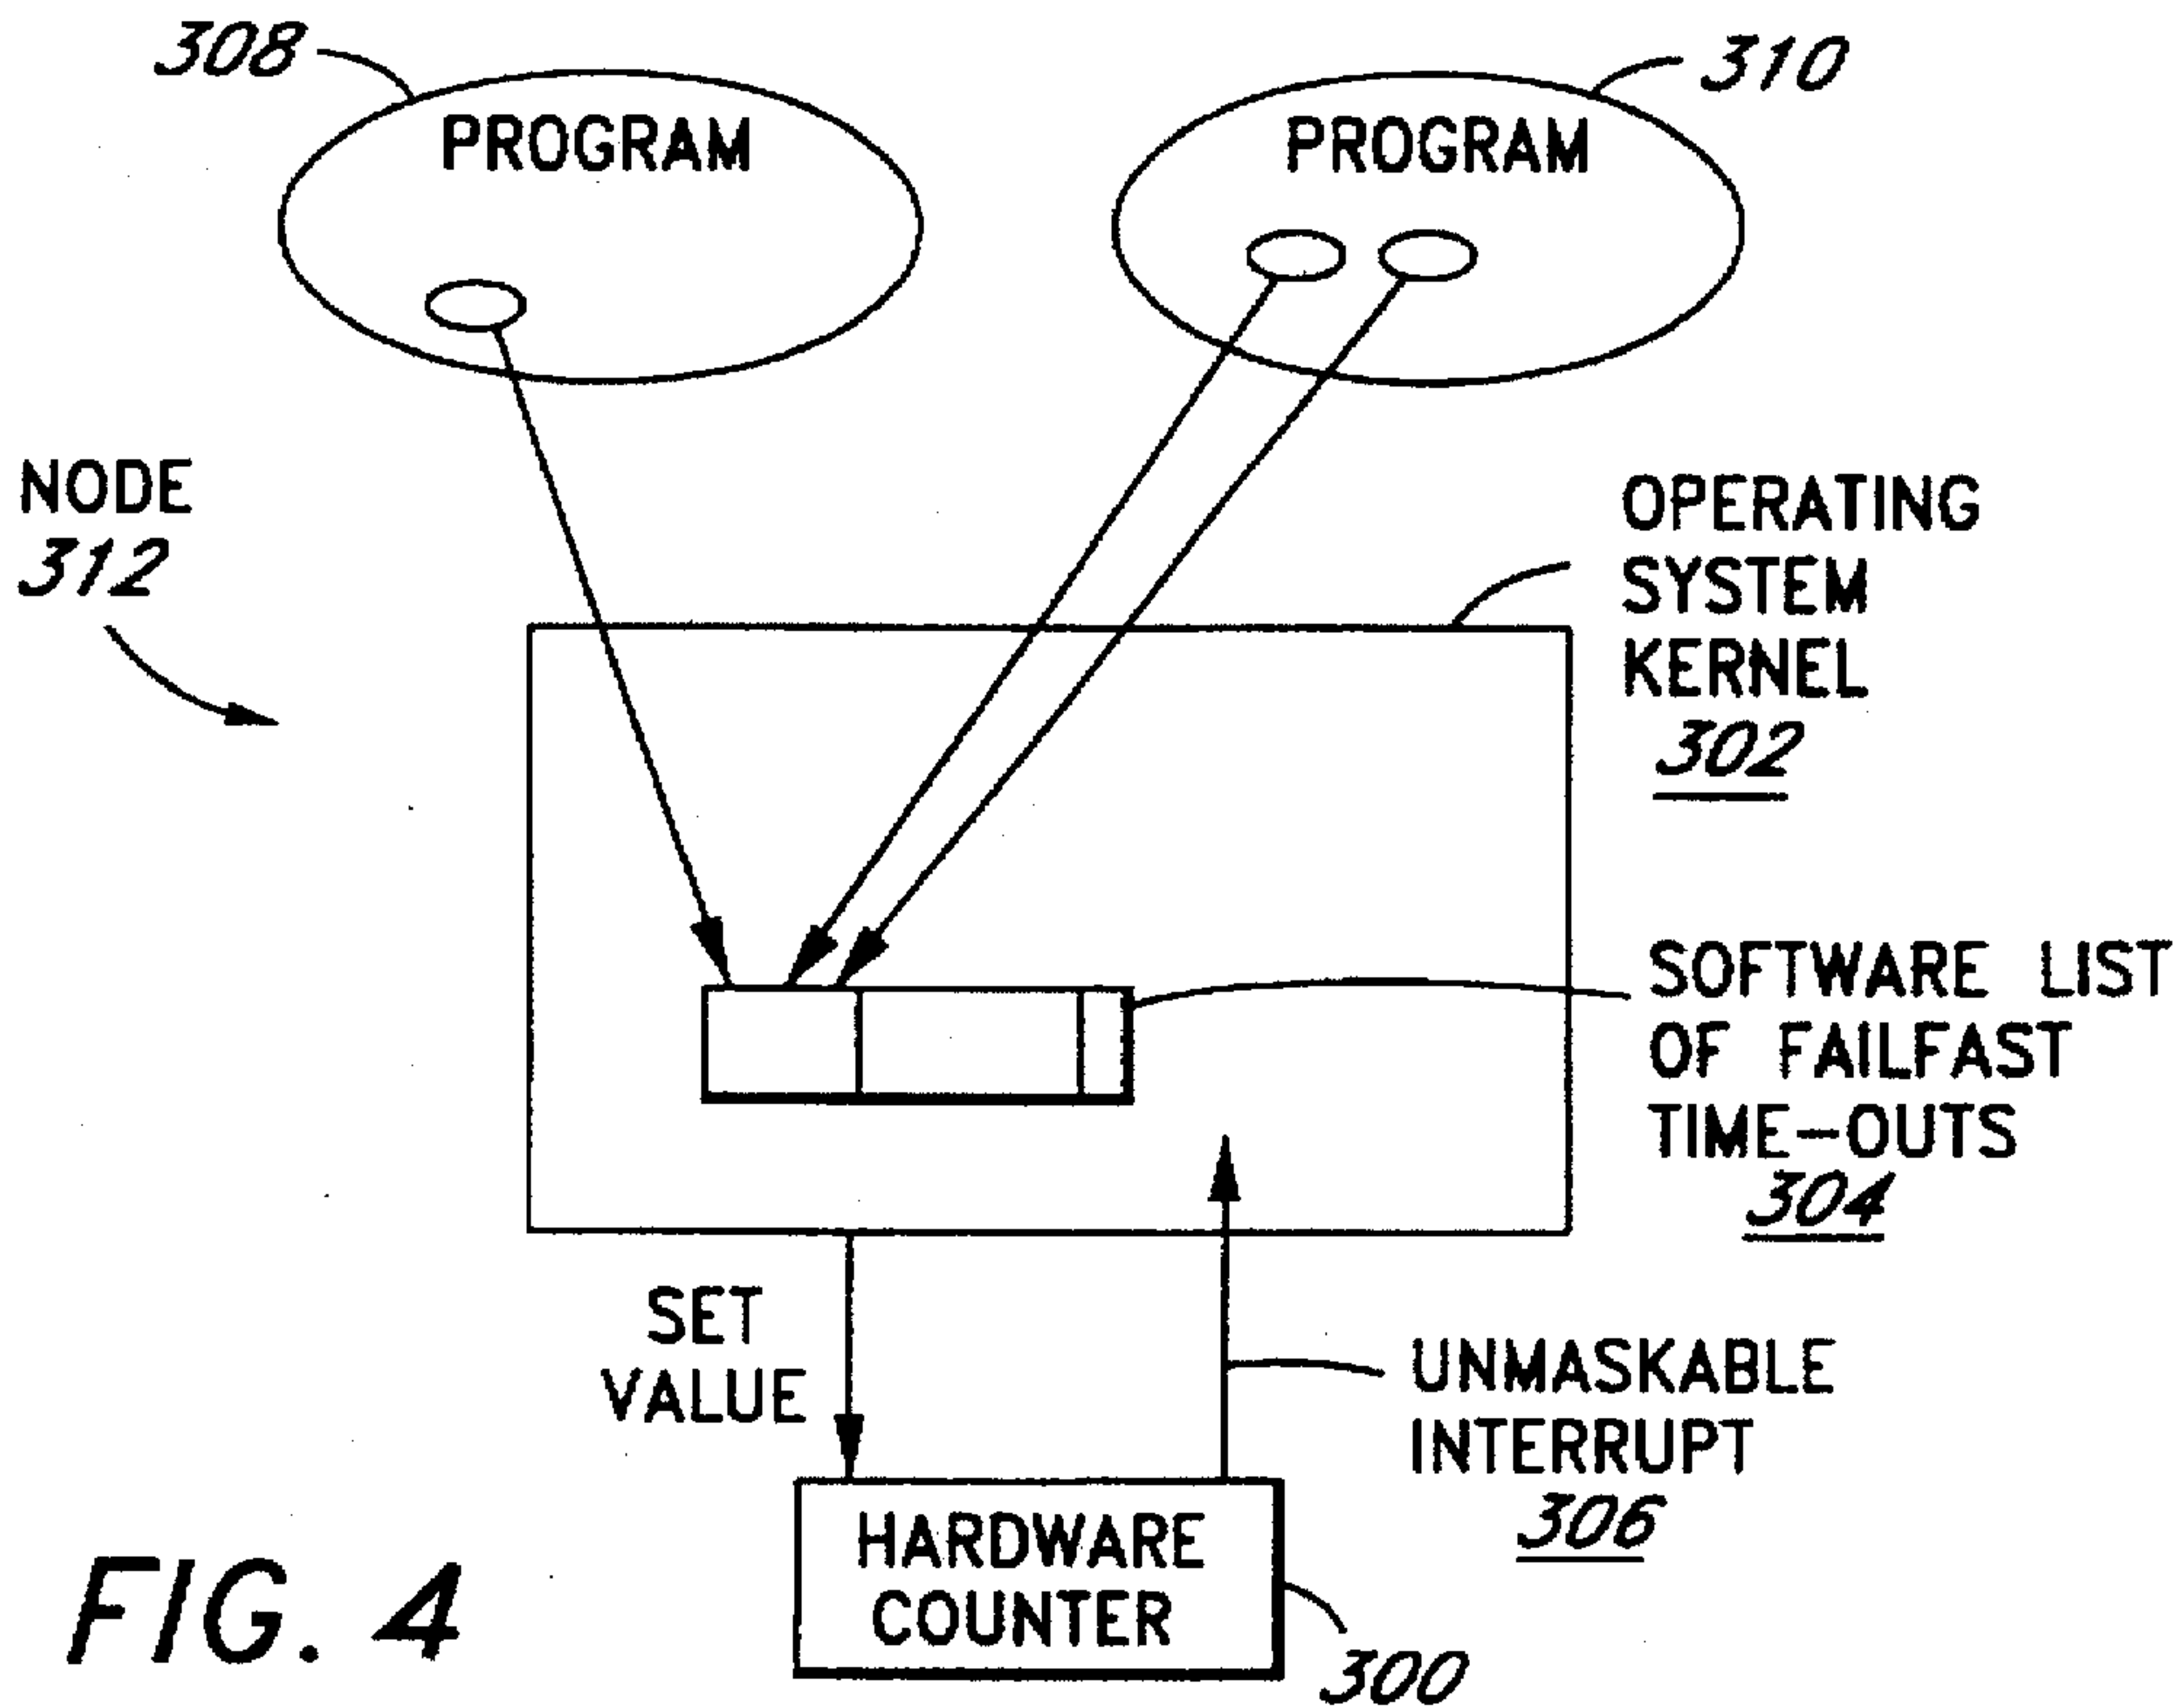 308
310
PROGRAM
PROGRAM
NODE
312
OPERATING
SYSTEM
KERNEL
302
SOFTWARE LIST
OF FAILFAST
TIME-OUTS
304
SET
VALUE
UNMASKABLE
INTERRUPT
306
HARDWARE
COUNTER
300
FIG. 4